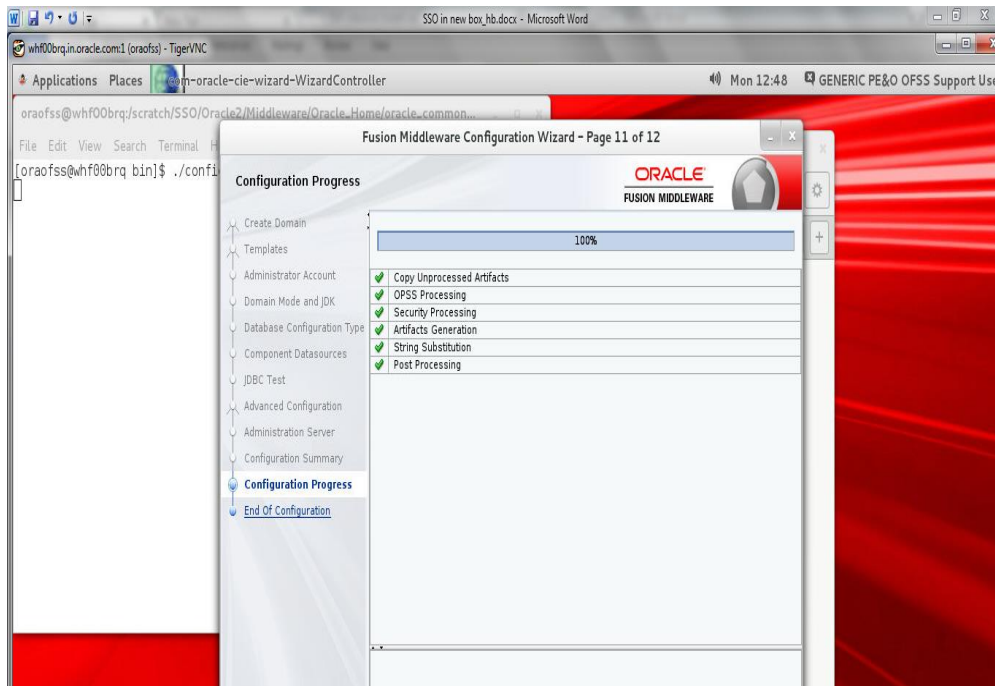 SSO in new box_hb.docx - Microsoft Word
whf00brq.in.oracle.com:1 (oraofss) - TigerVNC
Applications Places com-oracle-cie-wizard-WizardController Mon 12:48 GENERIC PE&O OFSS Support Use
oraofss@whf00brq:/scratch/SSO/Oracle2/Middleware/Oracle_Home/oracle_common...
File Edit View Search Terminal H
[oraofss@whf00brq bin]$ ./confi
Fusion Middleware Configuration Wizard - Page 11 of 12
Configuration Progress
ORACLE
FUSION MIDDLEWARE
Create Domain
Templates
Administrator Account
Domain Mode and JDK
Database Configuration Type
Component Datasources
JDBC Test
Advanced Configuration
Administration Server
Configuration Summary
Configuration Progress
End Of Configuration
100%
Copy Unprocessed Artifacts
OPSS Processing
Security Processing
Artifacts Generation
String Substitution
Post Processing